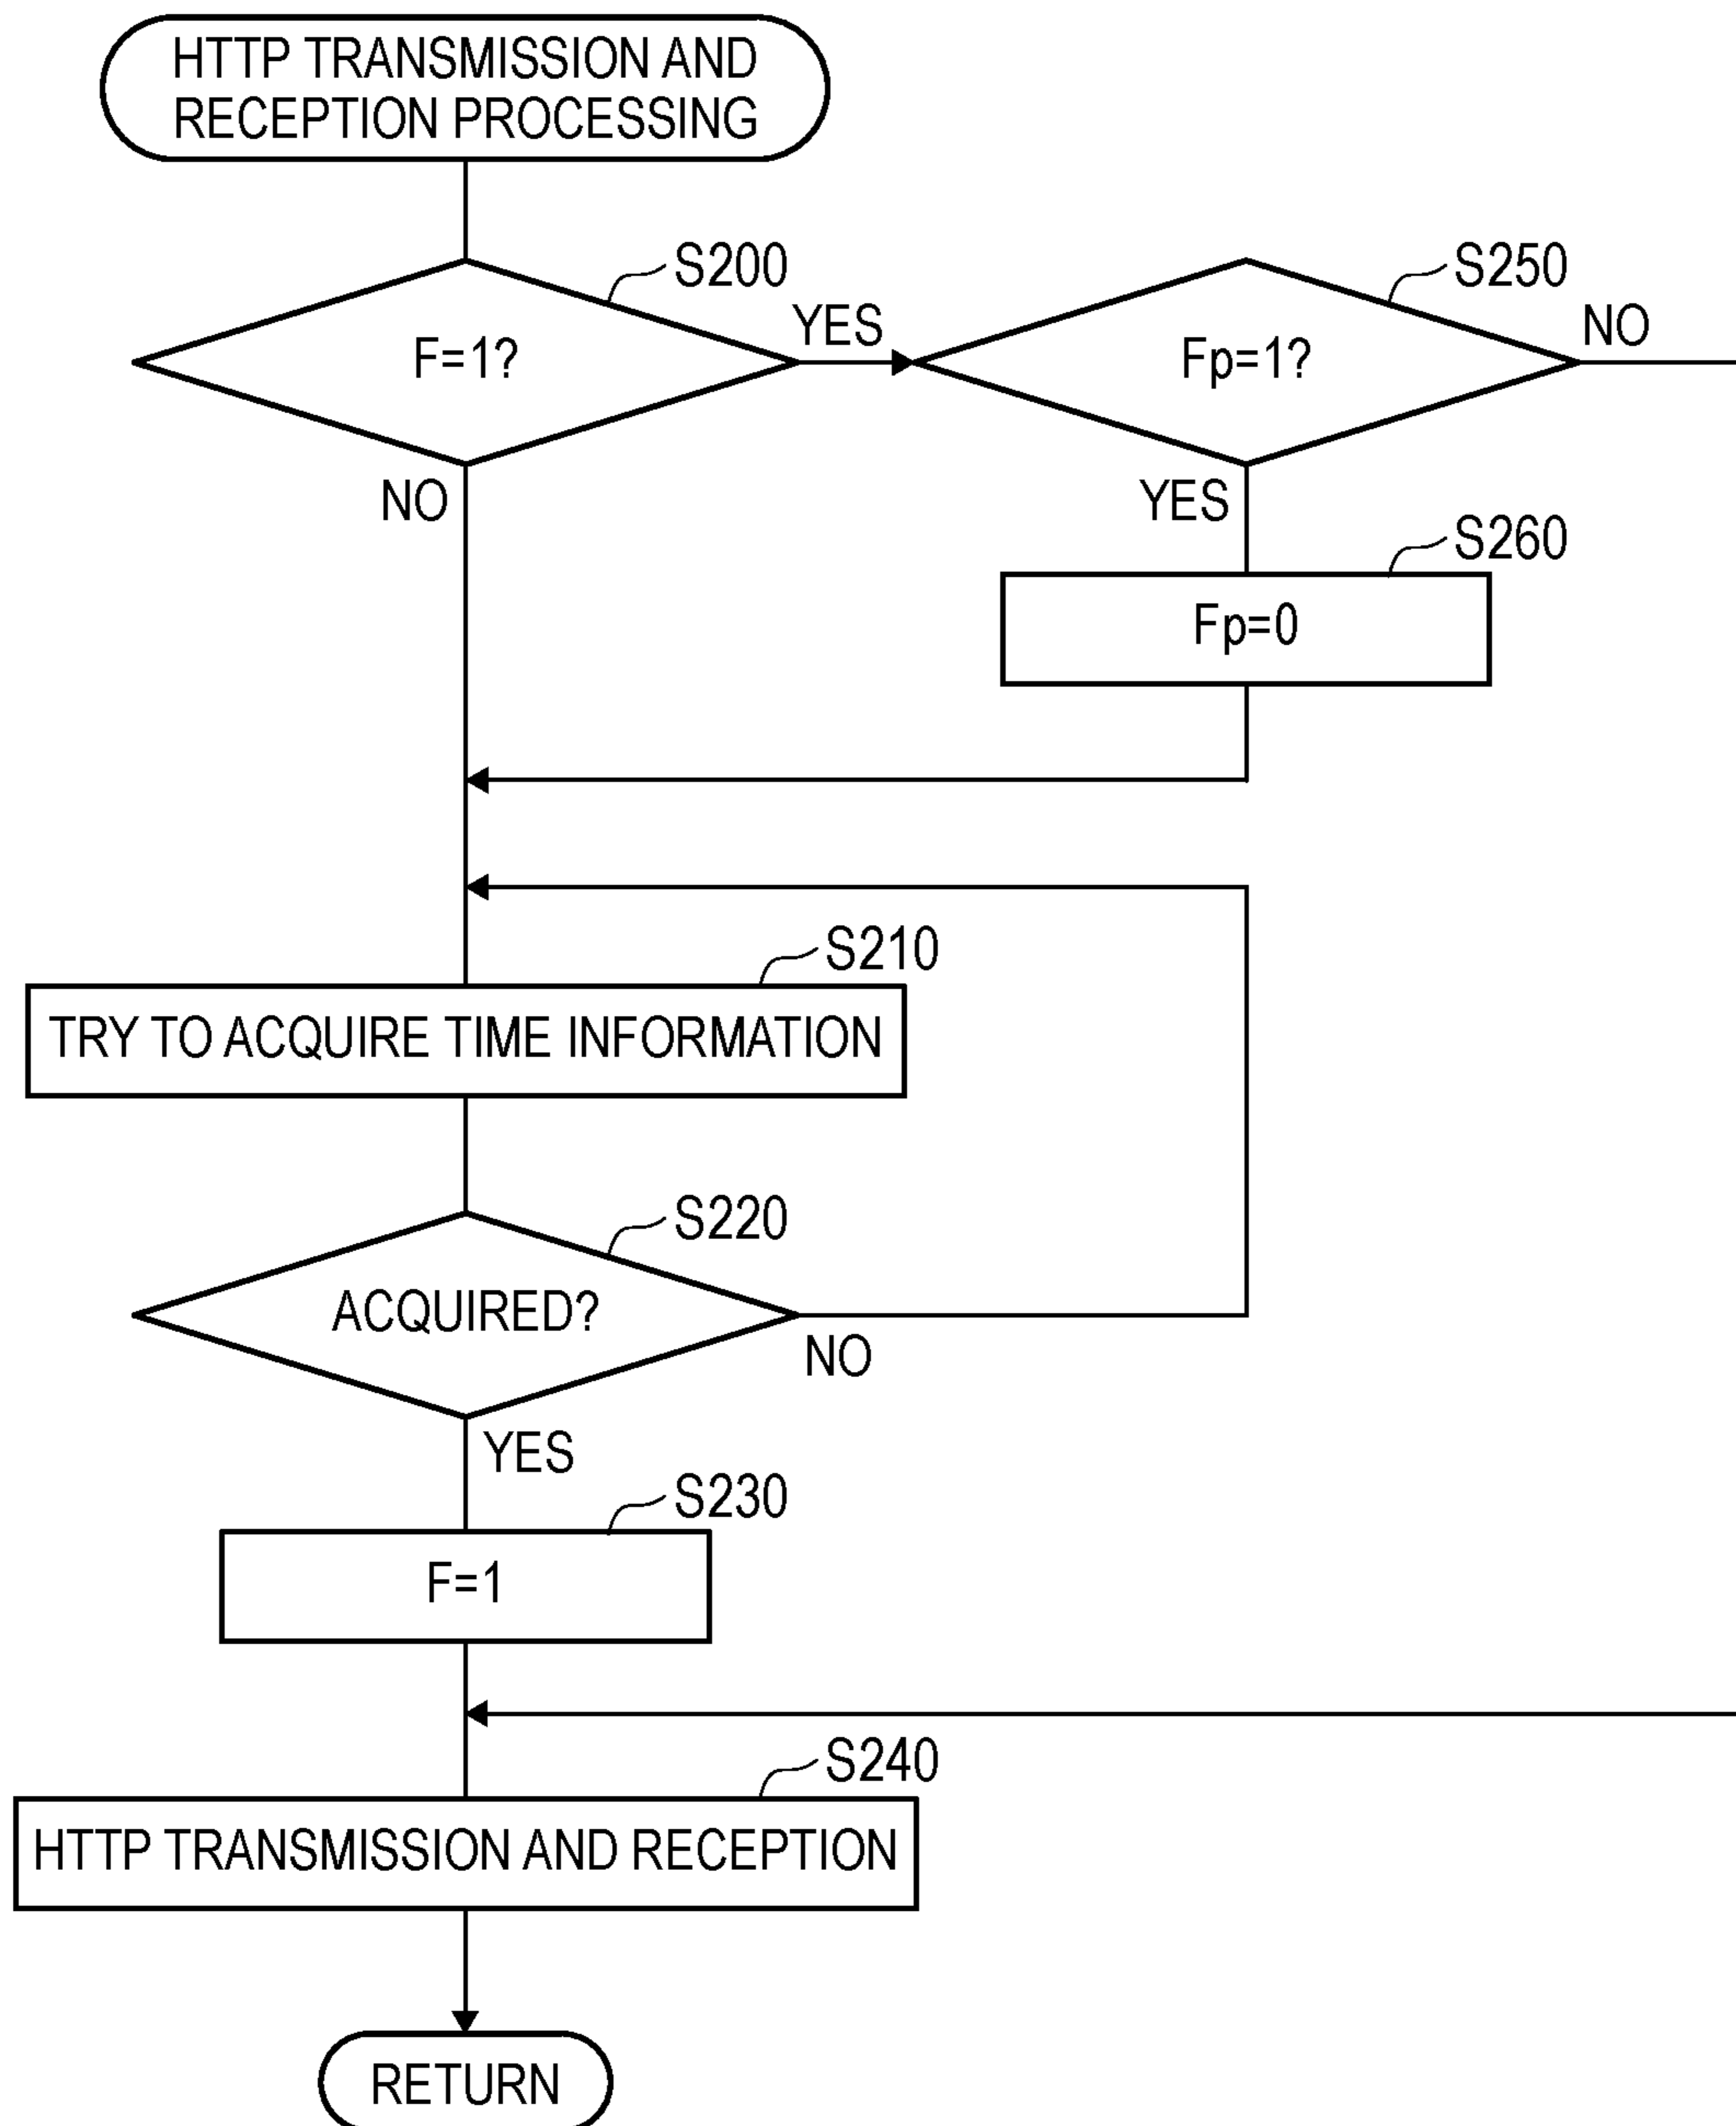 HTTP TRANSMISSION AND
RECEPTION PROCESSING
S200
S250
F=1?
YES
Fp=1?
NO
NO
YES
S260
Fp=0
S210
TRY TO ACQUIRE TIME INFORMATION
S220
ACQUIRED?
NO
YES
S230
F=1
S240
HTTP TRANSMISSION AND RECEPTION
RETURN